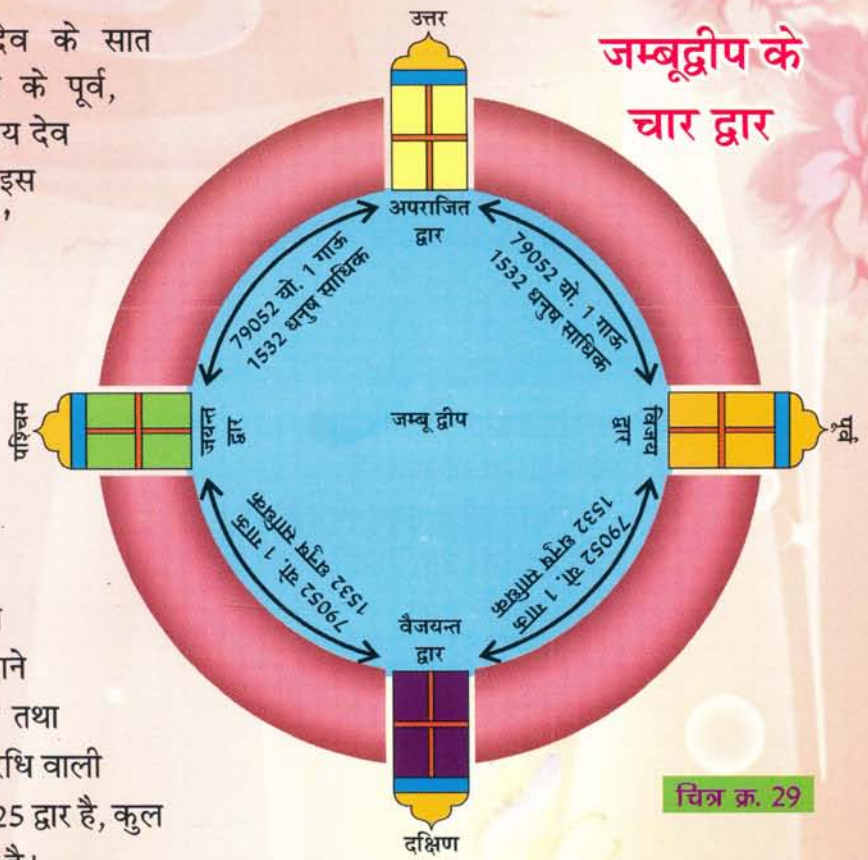 देव के सात
के पूर्व,
य देव
इस
’
जम्बूद्वीप के
चार द्वार
उत्तर
अपराजित
द्वार
79052 यो. 1 गाऊ
1532 धनुष साधिक
79052 यो. 1 गाऊ
1532 धनुष साधिक
पश्चिम
जयन्त
द्वार
जम्बू द्वीप
विजय
द्वार
पूर्व
79052 यो. 1 गाऊ
1532 धनुष साधिक
79052 यो. 1 गाऊ
1532 धनुष साधिक
वैजयन्त
द्वार
दक्षिण
ाने
तथा
रधि वाली
25 द्वार है, कुल
है।
चित्र क्र. 29